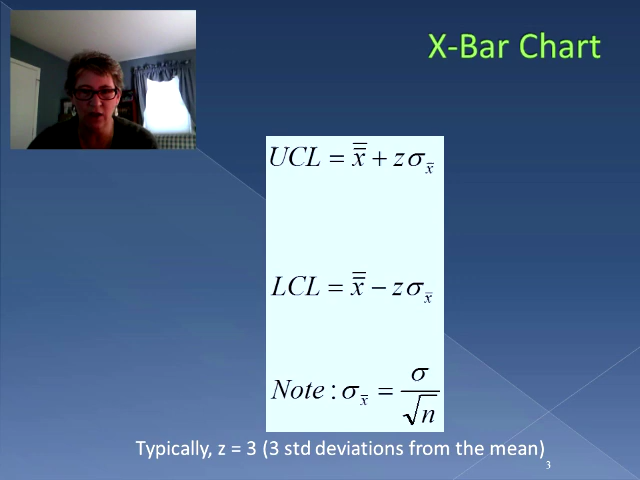 X-Bar Chart
UCL = x̿ + zσx̄
LCL = x̿ − zσx̄
Note : σx̄ = σ/√n
Typically, z = 3 (3 std deviations from the mean)
3